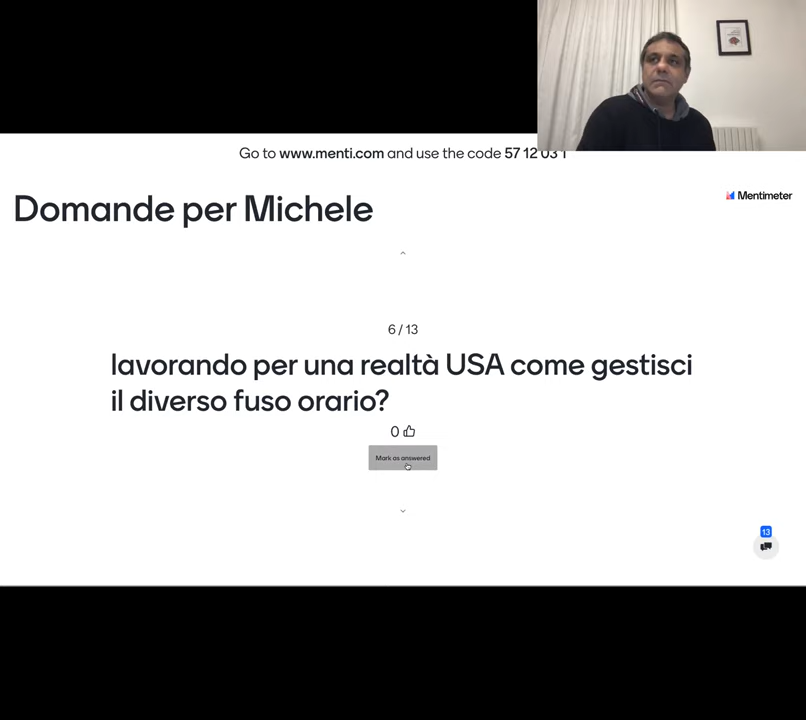 Go to www.menti.com and use the code 57 12 03 1
Domande per Michele
Mentimeter
6 / 13
lavorando per una realtà USA come gestisci
il diverso fuso orario?
0
Mark as answered
13